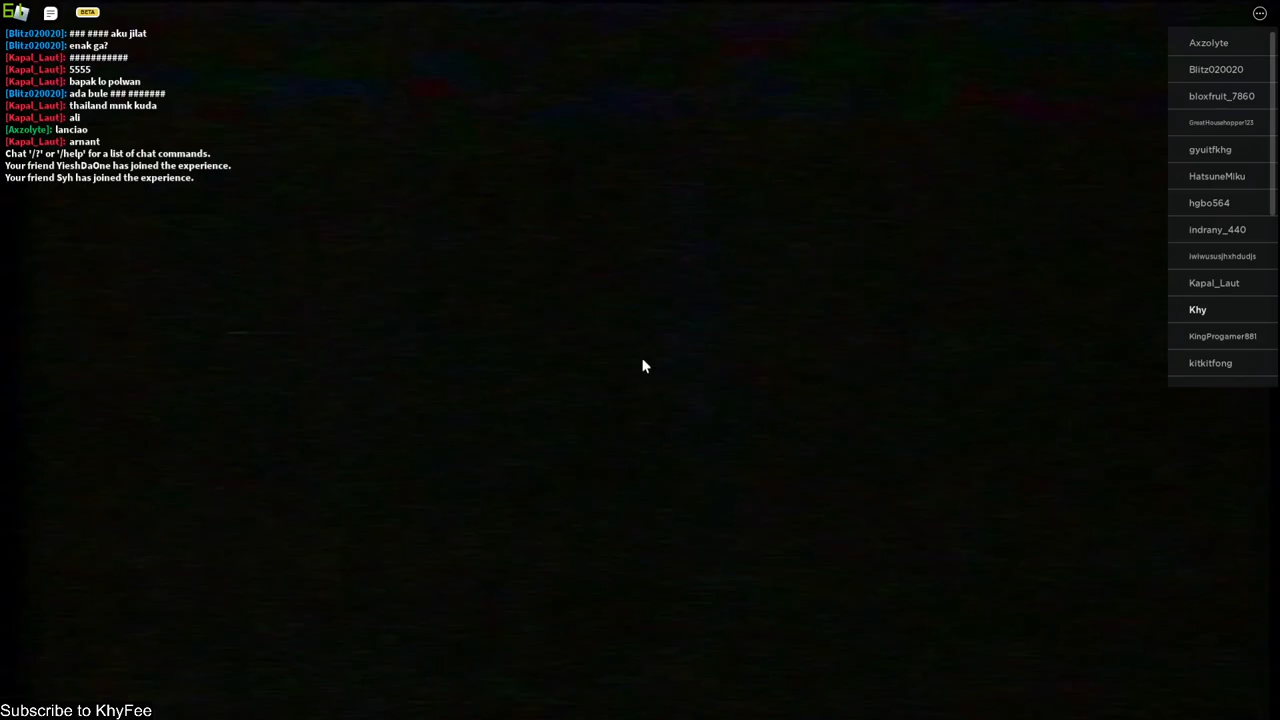 BETA
[Blitz020020]: ### #### aku jilat
[Blitz020020]: enak ga?
[Kapal_Laut]: ###########
[Kapal_Laut]: 5555
[Kapal_Laut]: bapak lo polwan
[Blitz020020]: ada bule ### #######
[Kapal_Laut]: thailand mmk kuda
[Kapal_Laut]: ali
[Axzolyte]: lanciao
[Kapal_Laut]: arnant
Chat '/?' or '/help' for a list of chat commands.
Your friend YieshDaOne has joined the experience.
Your friend Syh has joined the experience.
Axzolyte
Blitz020020
bloxfruit_7860
GreatHousehopper123
gyuitfkhg
HatsuneMiku
hgbo564
indrany_440
iwiwususjhxhdudjs
Kapal_Laut
Khy
KingProgamer881
kitkitfong
Subscribe to KhyFee